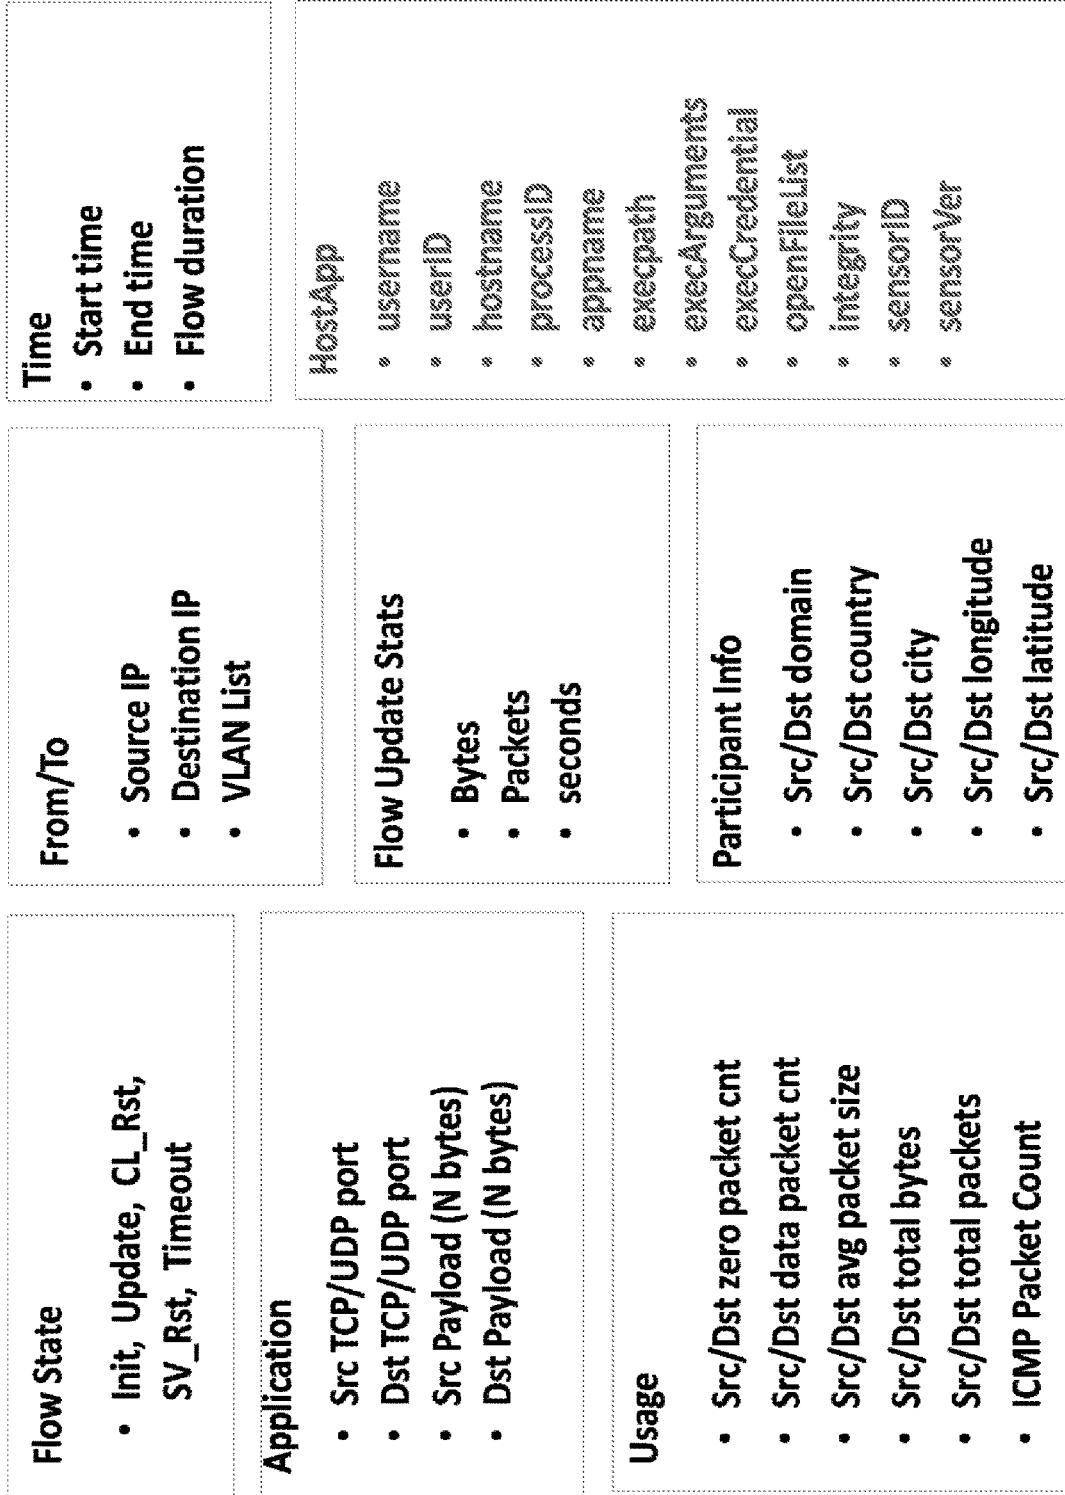 Flow State
• Init, Update, CL_Rst,
SV_Rst, Timeout
Application
• Src TCP/UDP port
• Dst TCP/UDP port
• Src Payload (N bytes)
• Dst Payload (N bytes)
Usage
• Src/Dst zero packet cnt
• Src/Dst data packet cnt
• Src/Dst avg packet size
• Src/Dst total bytes
• Src/Dst total packets
• ICMP Packet Count
From/To
• Source IP
• Destination IP
• VLAN List
Flow Update Stats
• Bytes
• Packets
• seconds
Participant Info
• Src/Dst domain
• Src/Dst country
• Src/Dst city
• Src/Dst longitude
• Src/Dst latitude
Time
• Start time
• End time
• Flow duration
HostApp
• username
• userID
• hostname
• processID
• appname
• execpath
• execArguments
• execCredential
• openFileList
• integrity
• sensorID
• sensorVer